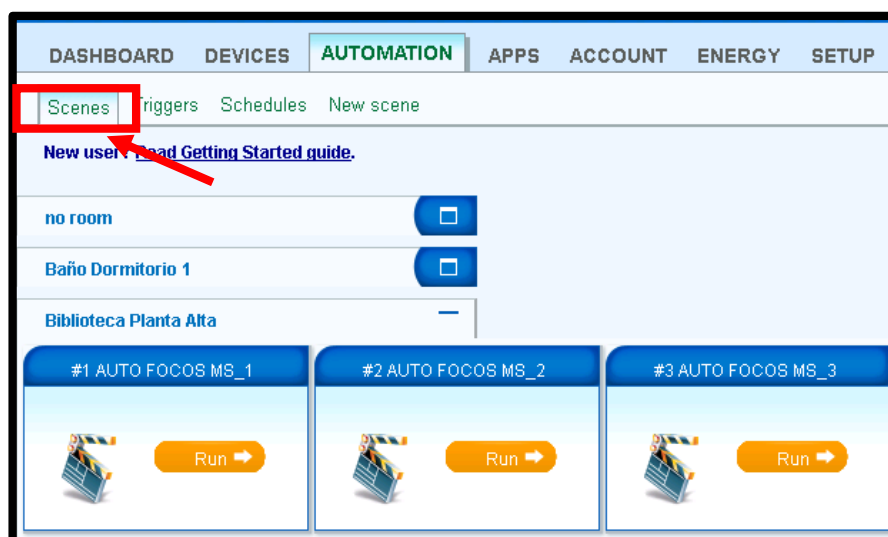 DASHBOARD DEVICES AUTOMATION APPS ACCOUNT ENERGY SETUP
Scenes Triggers Schedules New scene
New user? Read Getting Started guide.
no room
Baño Dormitorio 1
Biblioteca Planta Alta
#1 AUTO FOCOS MS_1 #2 AUTO FOCOS MS_2 #3 AUTO FOCOS MS_3
Run Run Run